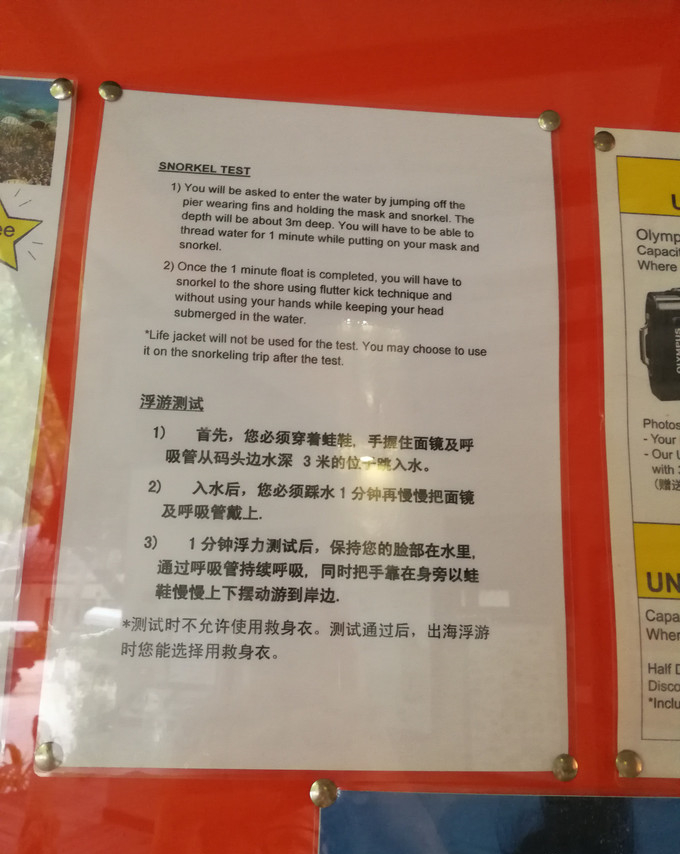 SNORKEL TEST
1) You will be asked to enter the water by jumping off the
pier wearing fins and holding the mask and snorkel. The
depth will be about 3m deep. You will have to be able to
thread water for 1 minute while putting on your mask and
snorkel.
2) Once the 1 minute float is completed, you will have to
snorkel to the shore using flutter kick technique and
without using your hands while keeping your head
submerged in the water.
*Life jacket will not be used for the test. You may choose to use
it on the snorkeling trip after the test.
浮游测试
1) 首先，您必须穿着蛙鞋，手握住面镜及呼
吸管从码头边水深 3 米的位于跳入水。
2) 入水后，您必须踩水 1 分钟再慢慢把面镜
及呼吸管戴上.
3) 1 分钟浮力测试后，保持您的脸部在水里,
通过呼吸管持续呼吸, 同时把手靠在身旁以蛙
鞋慢慢上下摆动游到岸边.
*测试时不允许使用救身衣。测试通过后，出海浮游
时您能选择用救身衣。
ee
U
Olymp
Capacit
Where
OLYMPUS
Photos
- Your
- Our U
with
(赠送
UN
Capa
Wher
Half D
Disco
*Inclu